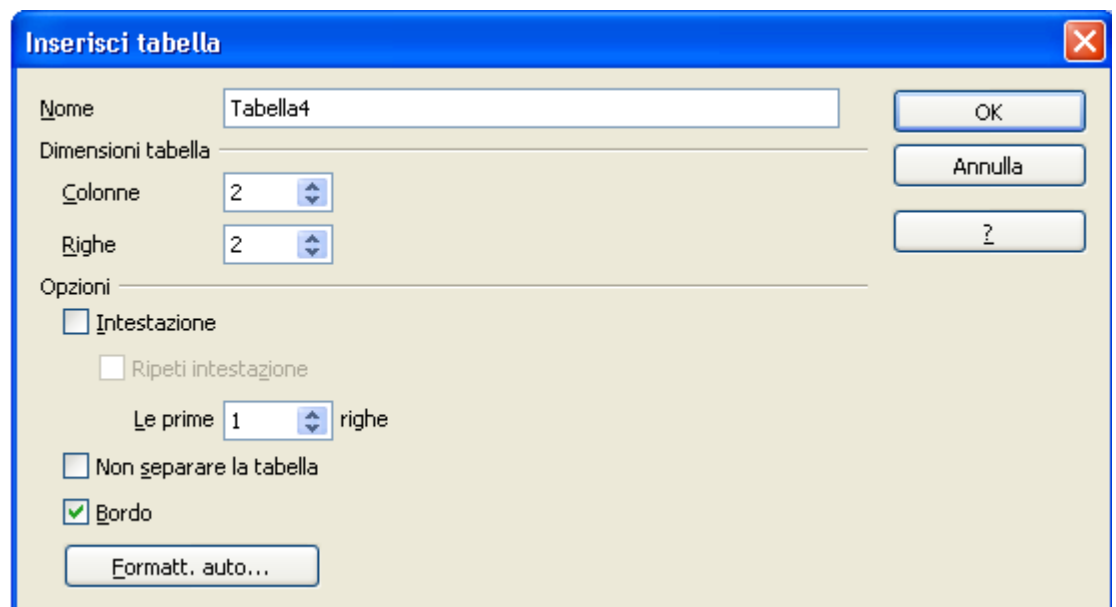 Inserisci tabella
Nome Tabella4 OK
Dimensioni tabella
Annulla
Colonne 2
Righe 2 ?
Opzioni
Intestazione
Ripeti intestazione
Le prime 1 righe
Non separare la tabella
Bordo
Formatt. auto...